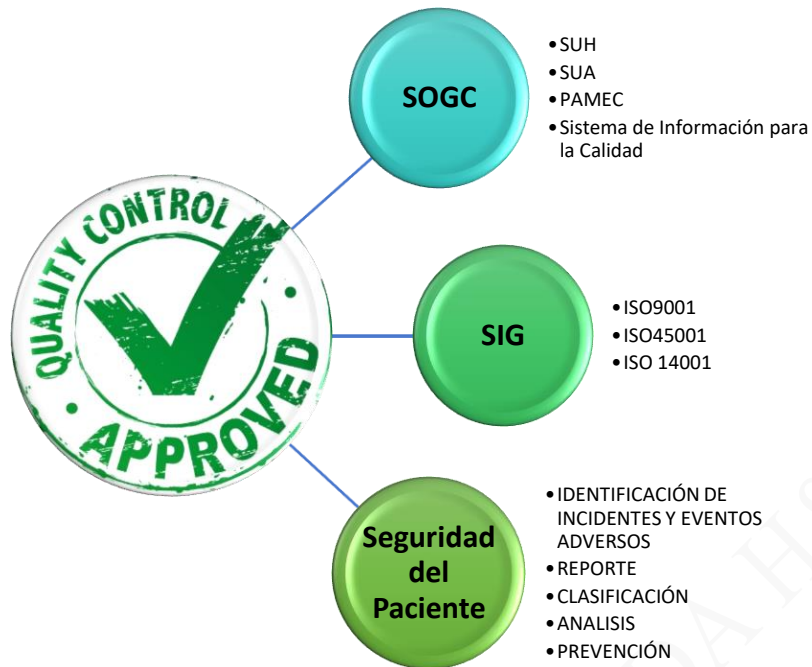 SOGC
•SUH
•SUA
•PAMEC
•Sistema de Información para
la Calidad
QUALITY CONTROL
APPROVED
SIG
•ISO9001
•ISO45001
•ISO 14001
Seguridad
del
Paciente
•IDENTIFICACIÓN DE
INCIDENTES Y EVENTOS
ADVERSOS
•REPORTE
•CLASIFICACIÓN
•ANALISIS
•PREVENCIÓN